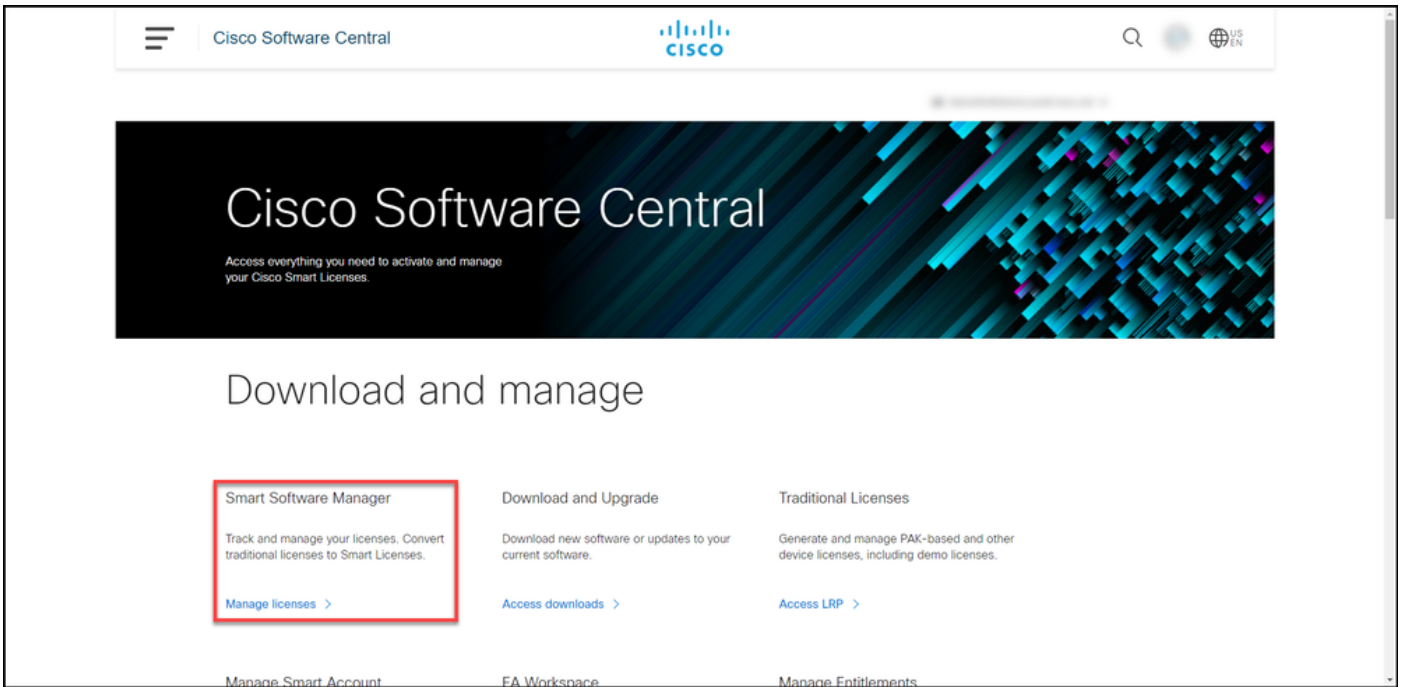 Cisco Software Central
CISCO
US
EN
Cisco Software Central
Access everything you need to activate and manage
your Cisco Smart Licenses.
Download and manage
Smart Software Manager
Track and manage your licenses. Convert
traditional licenses to Smart Licenses.
Manage licenses
Download and Upgrade
Download new software or updates to your
current software.
Access downloads
Traditional Licenses
Generate and manage PAK-based and other
device licenses, including demo licenses.
Access LRP
Manage Smart Account
EA Workspace
Manage Entitlements